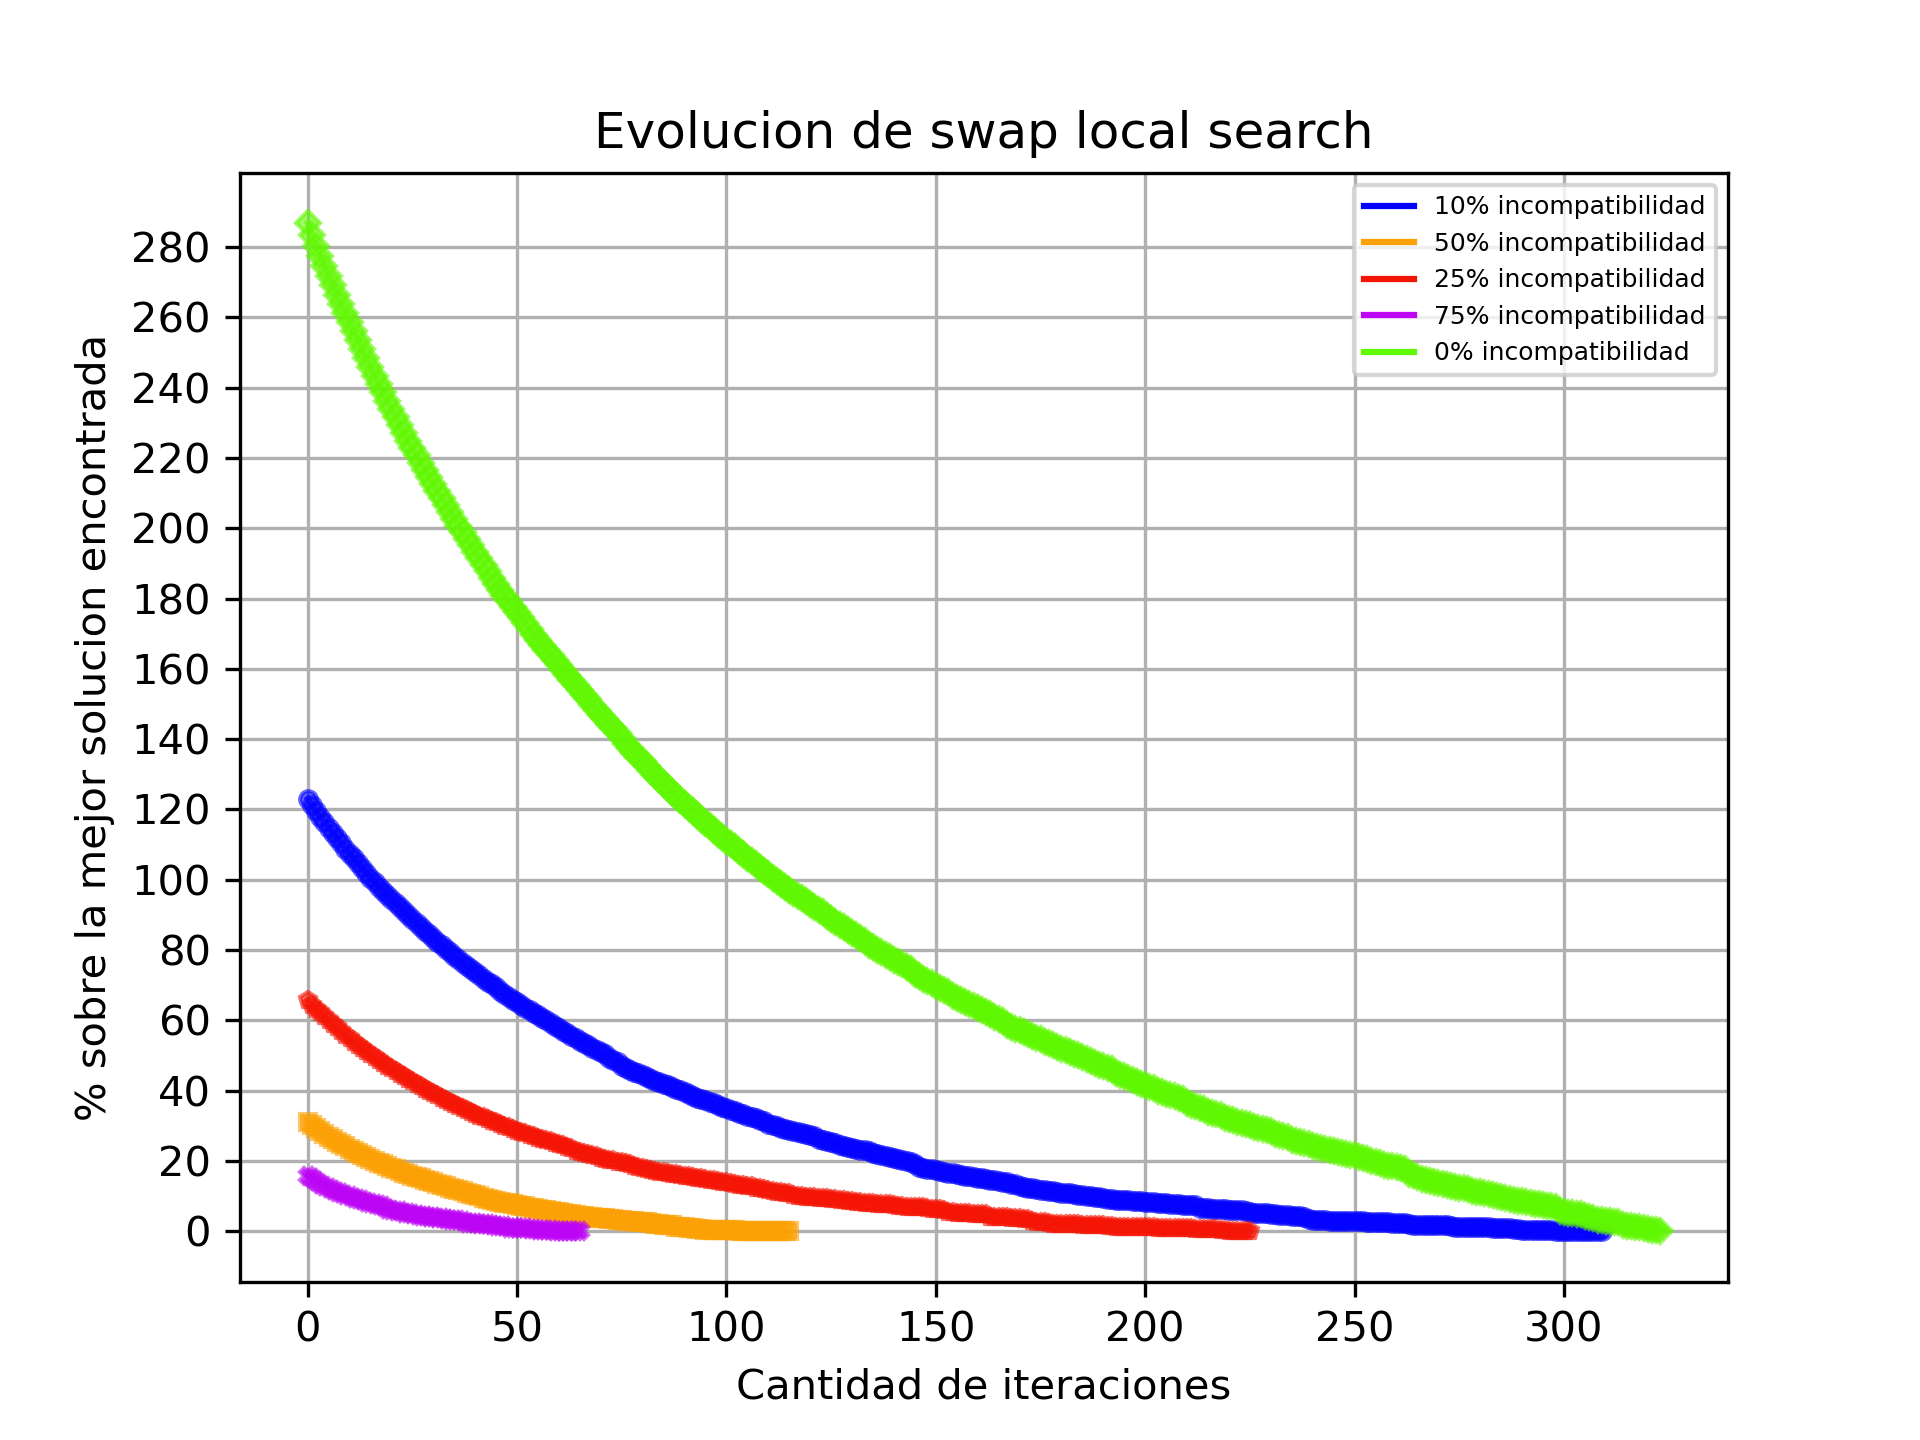 Evolucion de swap local search
10% incompatibilidad
50% incompatibilidad
25% incompatibilidad
75% incompatibilidad
0% incompatibilidad
% sobre la mejor solucion encontrada
280
260
240
220
200
180
160
140
120
100
80
60
40
20
0
0 50 100 150 200 250 300
Cantidad de iteraciones